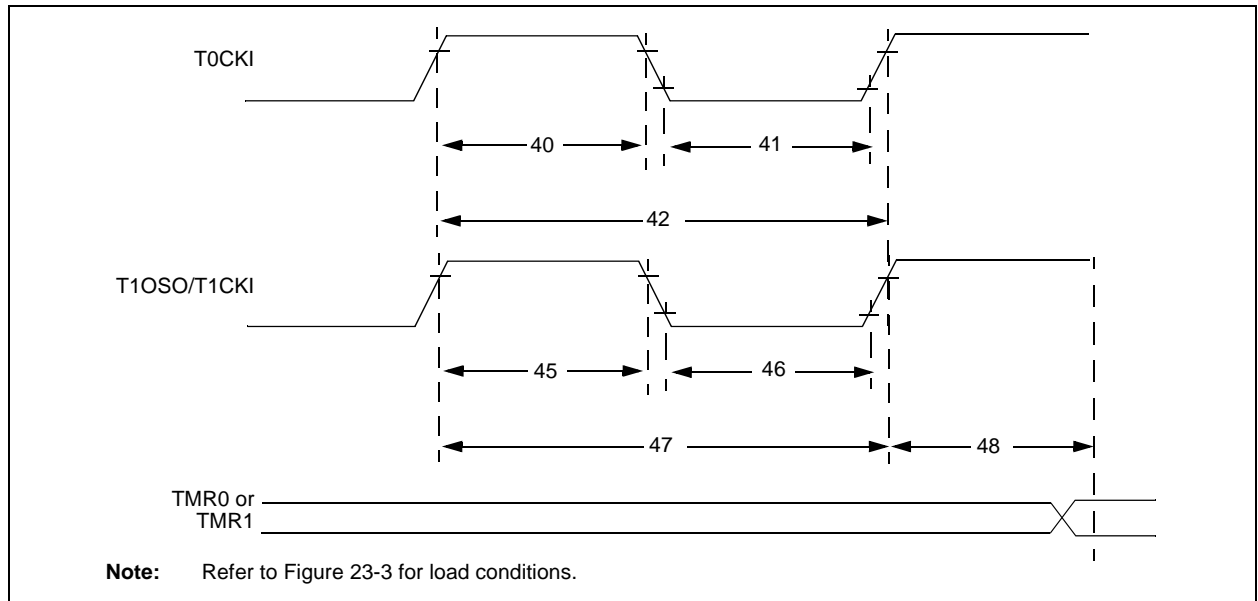 T0CKI
40
41
42
T1OSO/T1CKI
45
46
47
48
TMR0 or
TMR1
Note: Refer to Figure 23-3 for load conditions.